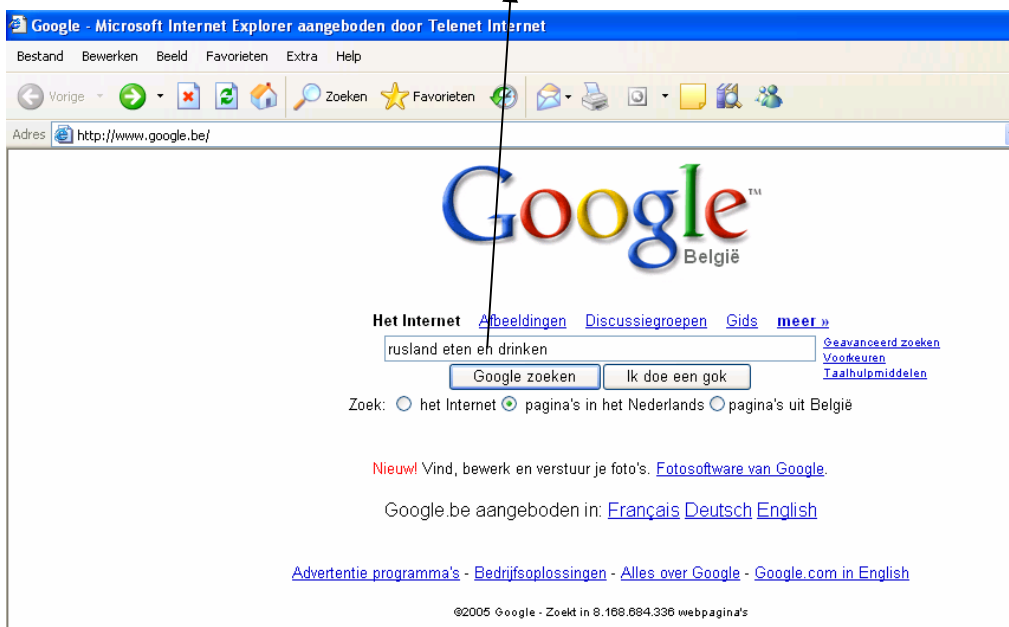 Google - Microsoft Internet Explorer aangeboden door Telenet Internet
Bestand Bewerken Beeld Favorieten Extra Help
Vorige Zoeken Favorieten
Adres http://www.google.be/
Google™
België
Het Internet Afbeeldingen Discussiegroepen Gids meer »
rusland eten en drinken
Geavanceerd zoeken
Voorkeuren
Taalhulpmiddelen
Google zoeken Ik doe een gok
Zoek: het Internet pagina's in het Nederlands pagina's uit België
Nieuw! Vind, bewerk en verstuur je foto's. Fotosoftware van Google.
Google.be aangeboden in: Français Deutsch English
Advertentie programma's - Bedrijfsoplossingen - Alles over Google - Google.com in English
©2005 Google - Zoekt in 8.168.684.336 webpagina's